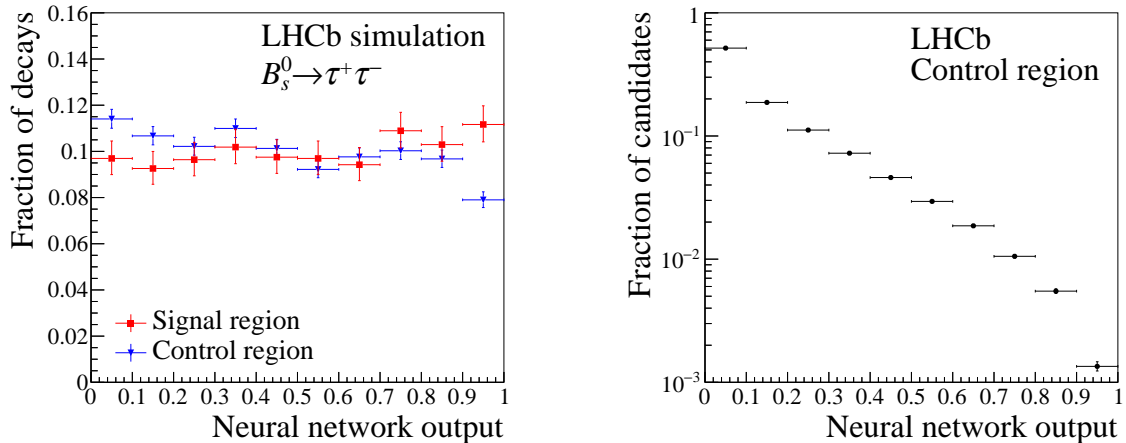 LHCb simulation
B_s^0→τ⁺τ⁻
Fraction of decays
0.16
0.14
0.12
0.1
0.08
0.06
0.04
0.02
0
Signal region
Control region
0 0.1 0.2 0.3 0.4 0.5 0.6 0.7 0.8 0.9 1
Neural network output
LHCb
Control region
Fraction of candidates
1
10⁻¹
10⁻²
10⁻³
0 0.1 0.2 0.3 0.4 0.5 0.6 0.7 0.8 0.9 1
Neural network output